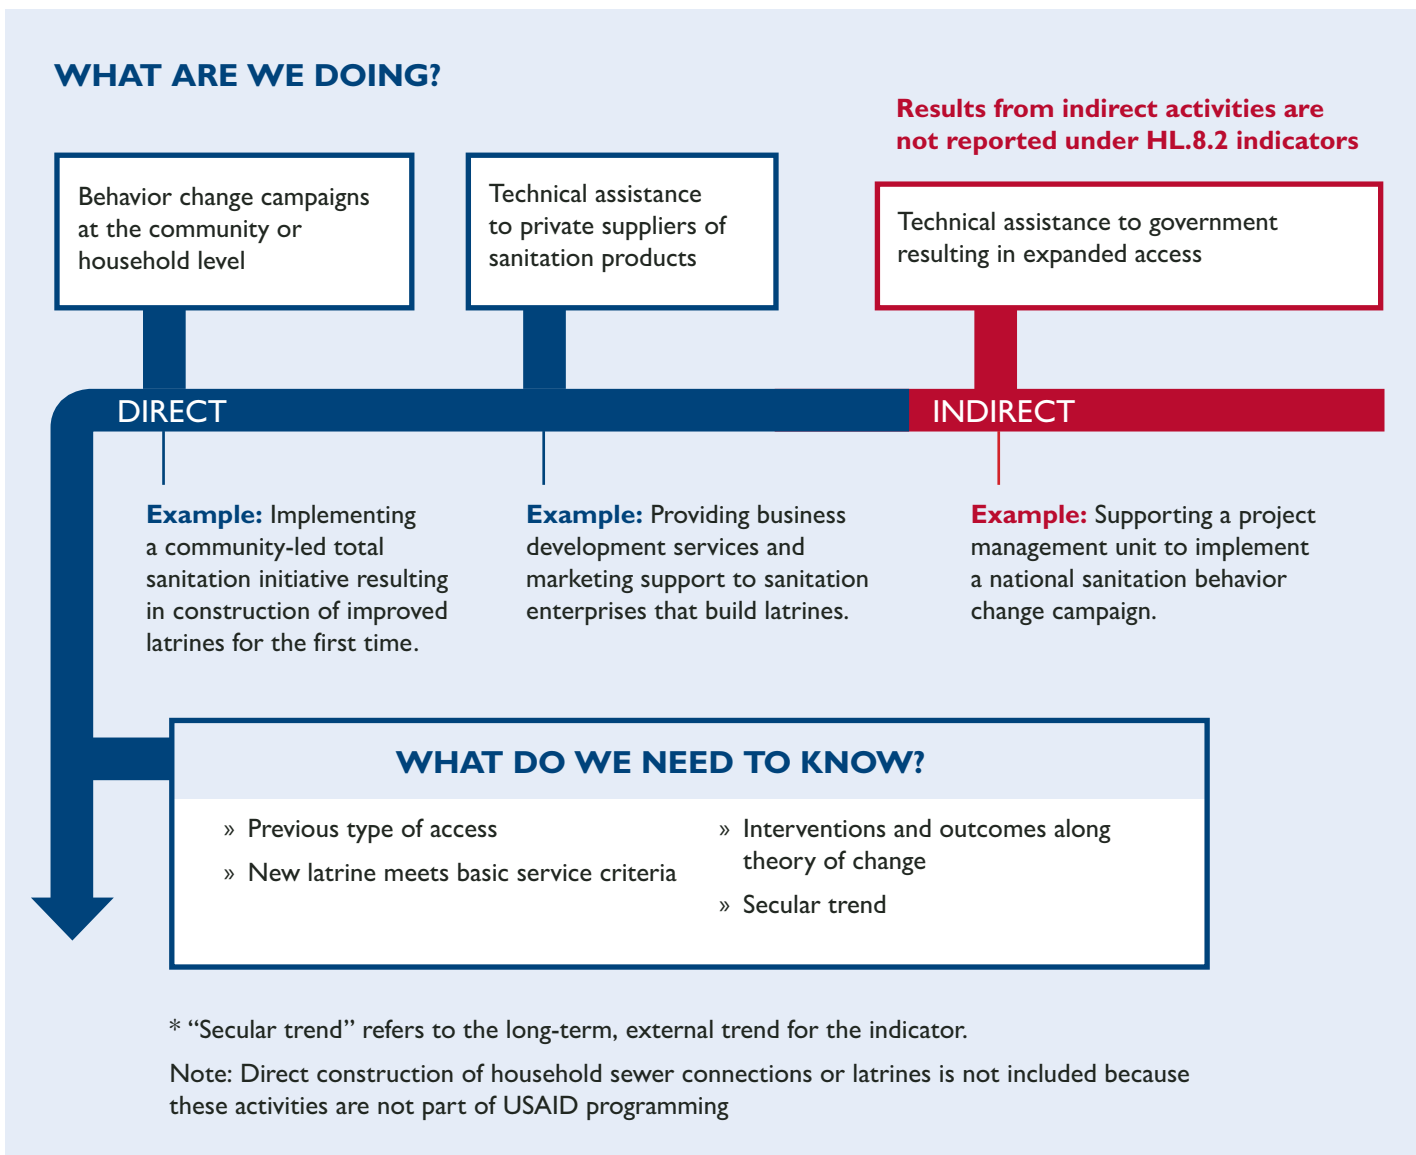 WHAT ARE WE DOING?
Results from indirect activities are
not reported under HL.8.2 indicators
Behavior change campaigns
at the community or
household level
Technical assistance
to private suppliers of
sanitation products
Technical assistance to government
resulting in expanded access
DIRECT
INDIRECT
Example: Implementing
a community-led total
sanitation initiative resulting
in construction of improved
latrines for the first time.
Example: Providing business
development services and
marketing support to sanitation
enterprises that build latrines.
Example: Supporting a project
management unit to implement
a national sanitation behavior
change campaign.
WHAT DO WE NEED TO KNOW?
» Previous type of access
» New latrine meets basic service criteria
» Interventions and outcomes along
theory of change
» Secular trend
* “Secular trend” refers to the long-term, external trend for the indicator.
Note: Direct construction of household sewer connections or latrines is not included because
these activities are not part of USAID programming